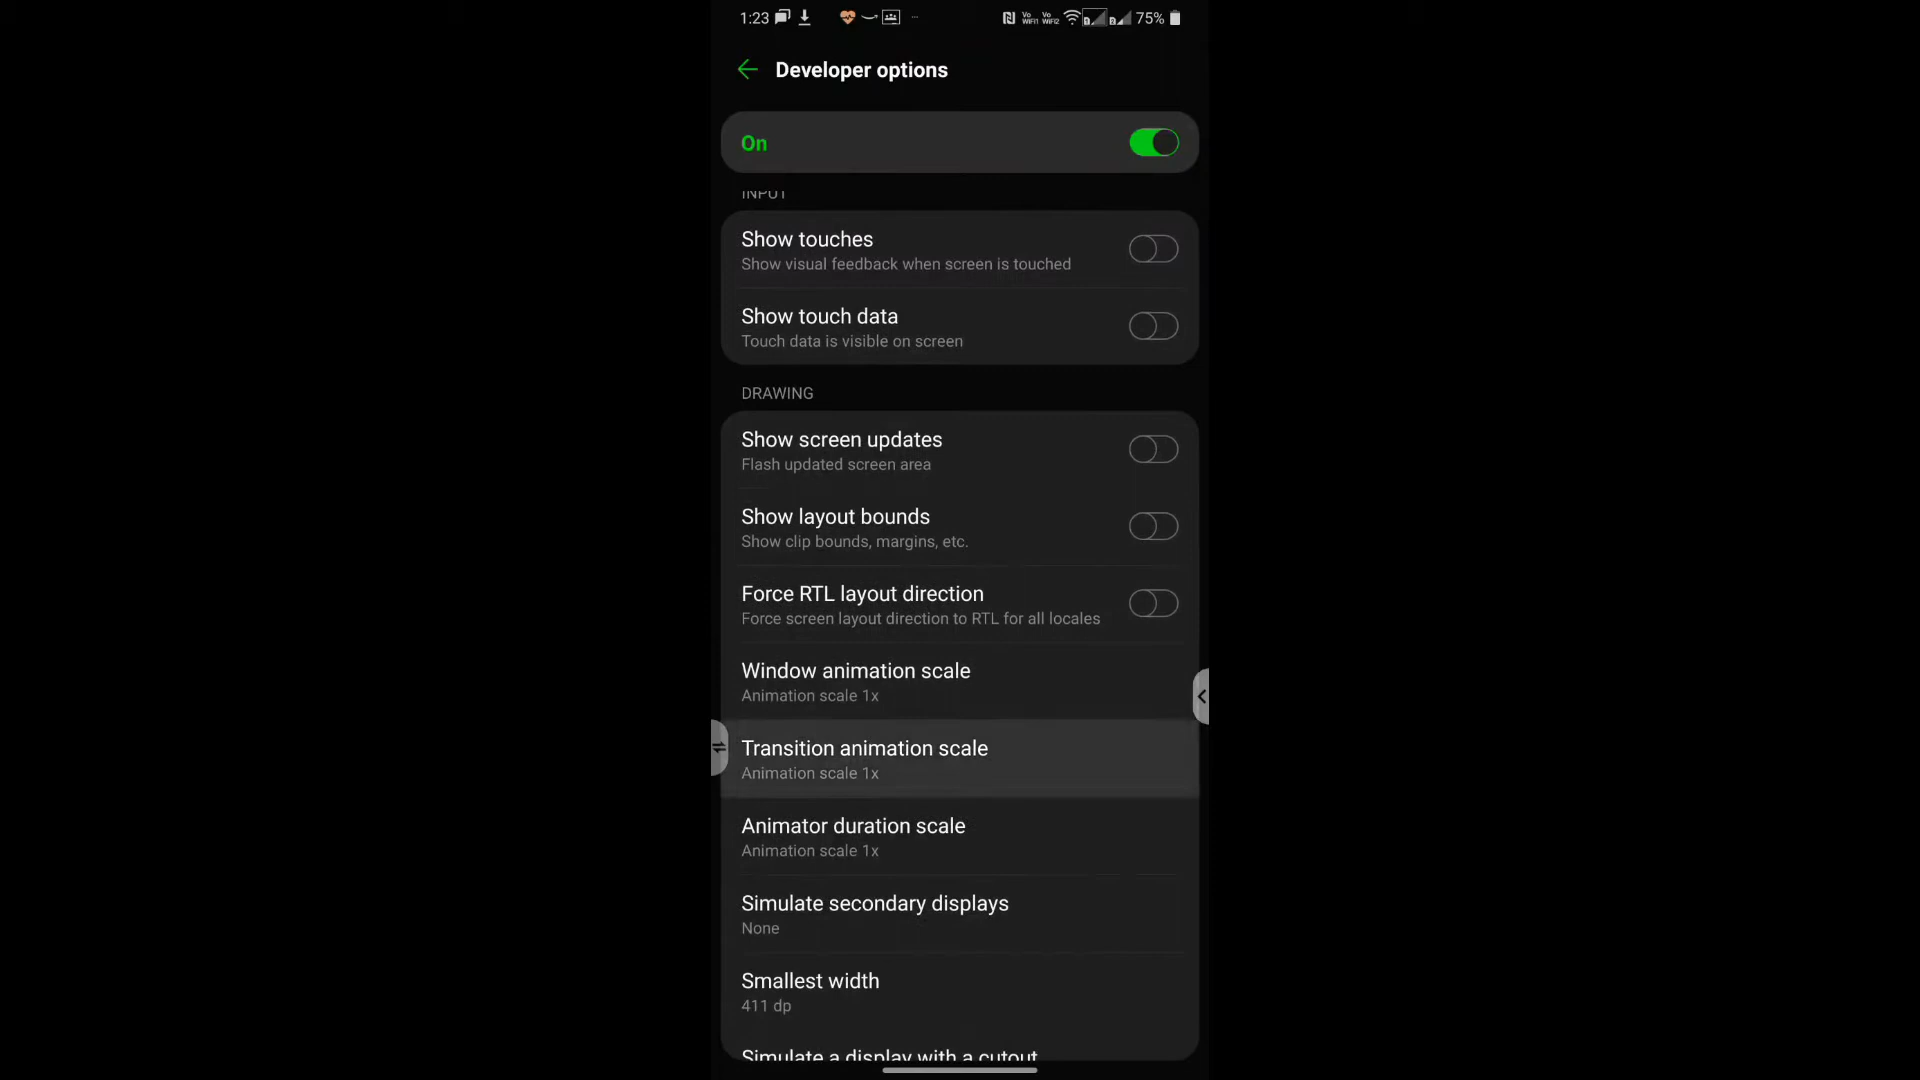 1:23 75%
Developer options
On
INPUT
Show touches
Show visual feedback when screen is touched
Show touch data
Touch data is visible on screen
DRAWING
Show screen updates
Flash updated screen area
Show layout bounds
Show clip bounds, margins, etc.
Force RTL layout direction
Force screen layout direction to RTL for all locales
Window animation scale
Animation scale 1x
Transition animation scale
Animation scale 1x
Animator duration scale
Animation scale 1x
Simulate secondary displays
None
Smallest width
411 dp
Simulate a display with a cutout